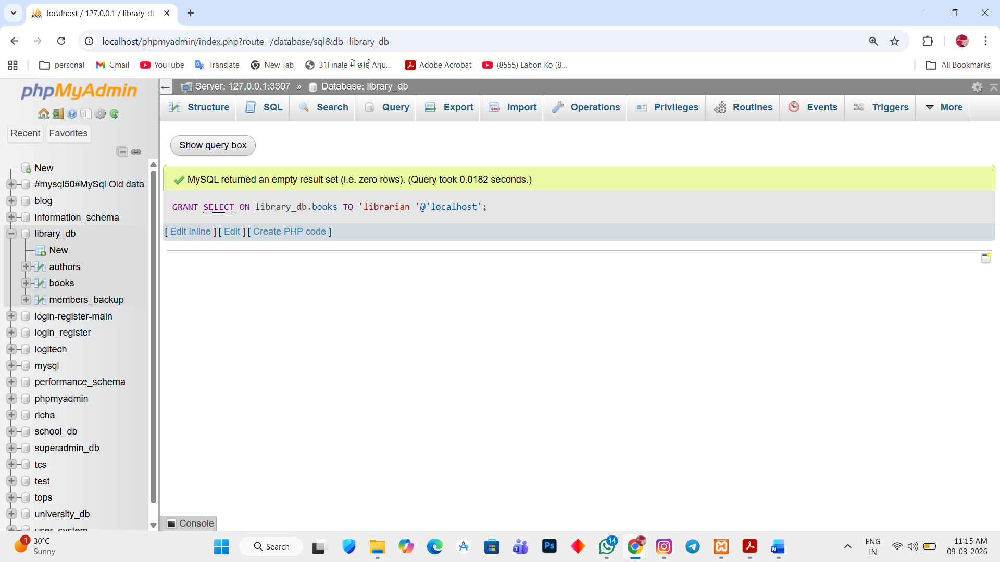 localhost / 127.0.0.1 / library_db
localhost/phpmyadmin/index.php?route=/database/sql&db=library_db
personal
Gmail
YouTube
Translate
New Tab
31Finale में छाई Arju...
Adobe Acrobat
(8555) Labon Ko (8...
All Bookmarks
phpMyAdmin
Recent
Favorites
New
#mysql50#MySql Old data
blog
information_schema
library_db
New
authors
books
members_backup
login-register-main
login_register
logitech
mysql
performance_schema
phpmyadmin
richa
school_db
superadmin_db
tcs
test
tops
university_db
user_system
Server: 127.0.0.1:3307 » Database: library_db
Structure
SQL
Search
Query
Export
Import
Operations
Privileges
Routines
Events
Triggers
More
Show query box
MySQL returned an empty result set (i.e. zero rows). (Query took 0.0182 seconds.)
GRANT SELECT ON library_db.books TO 'librarian '@'localhost';
[ Edit inline ] [ Edit ] [ Create PHP code ]
Console
1
30°C
Sunny
Search
Ps
14
ENG
IN
11:15 AM
09-03-2026